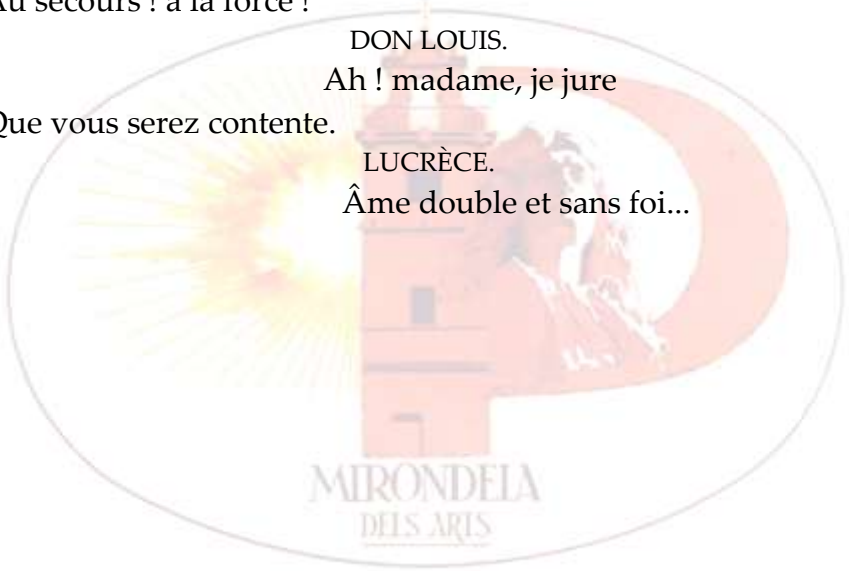 Au secours ! à la force !
DON LOUIS.
Ah ! madame, je jure
Que vous serez contente.
LUCRÈCE.
Âme double et sans foi...
MIRONDELA
DELS ARTS